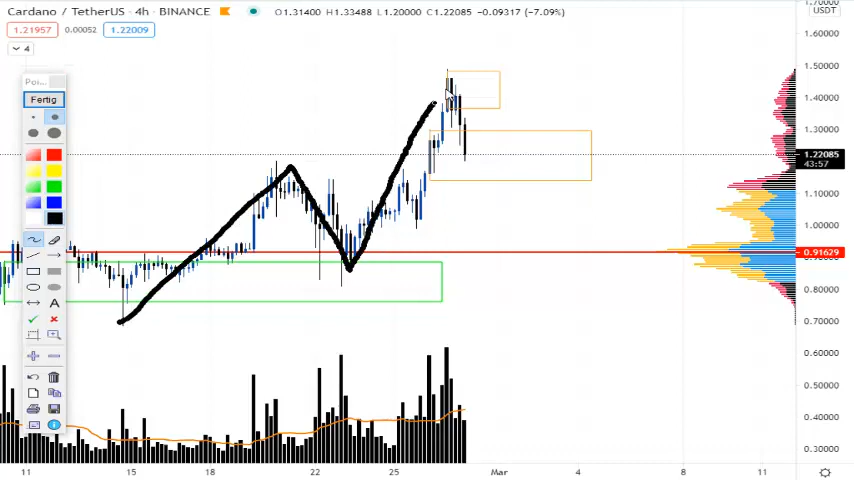 Cardano / TetherUS · 4h · BINANCE O1.31400 H1.33488 L1.20000 C1.22085 -0.09317 (-7.09%)
USDT
1.21957 0.00052 1.22009
4
Poi...
Fertig
A
1.60000
1.50000
1.40000
1.30000
1.22085
43:57
1.10000
1.00000
0.91629
0.80000
0.70000
0.60000
0.50000
0.40000
0.30000
11 15 18 22 25 Mar 4 8 11